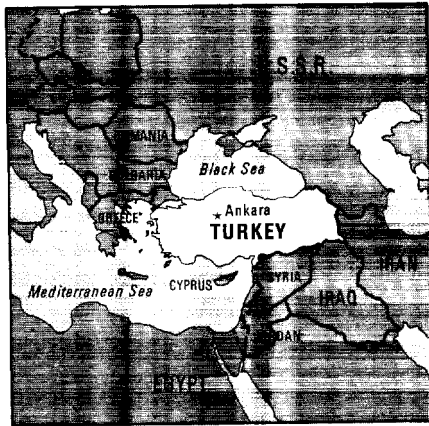 S.S.R.
Black Sea
GREECE
Ankara
TURKEY
CYPRUS
SYRIA
IRAQ
IRAN
Mediterranean Sea
EGYPT